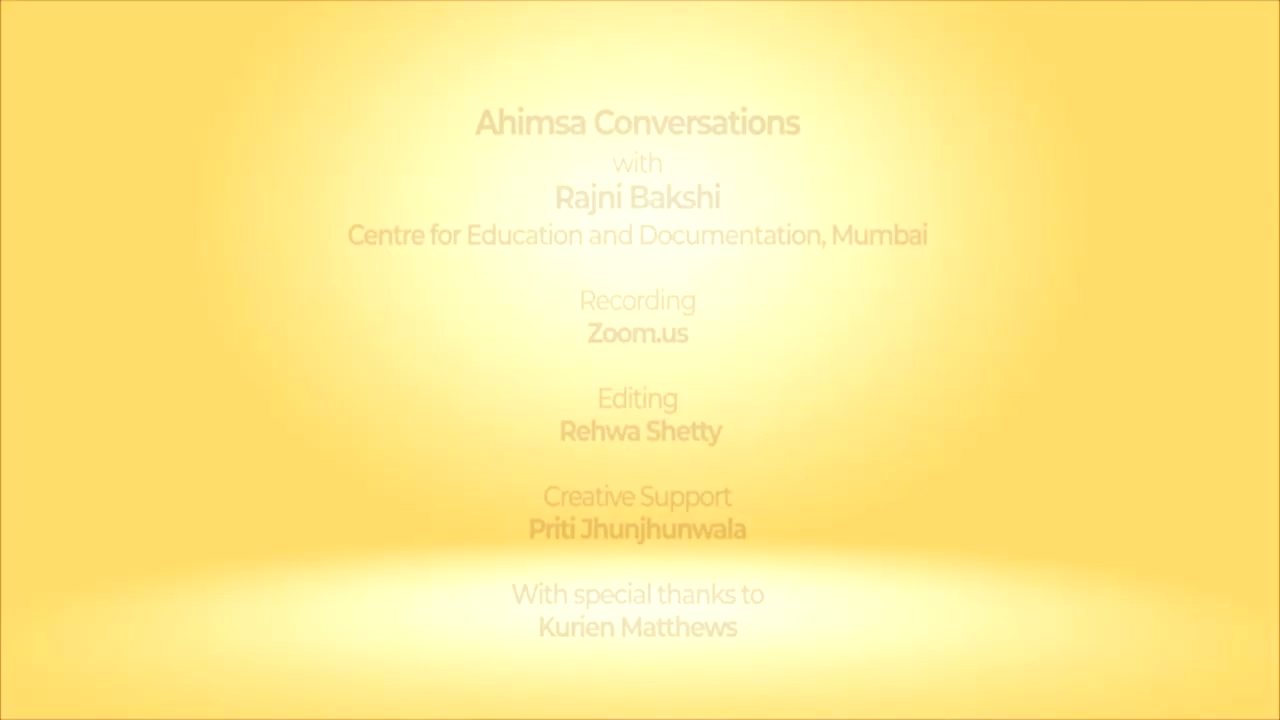 Ahimsa Conversations
with
Rajni Bakshi
Centre for Education and Documentation, Mumbai
Recording
Zoom.us
Editing
Rehwa Shetty
Creative Support
Priti Jhunjhunwala
With special thanks to
Kurien Matthews